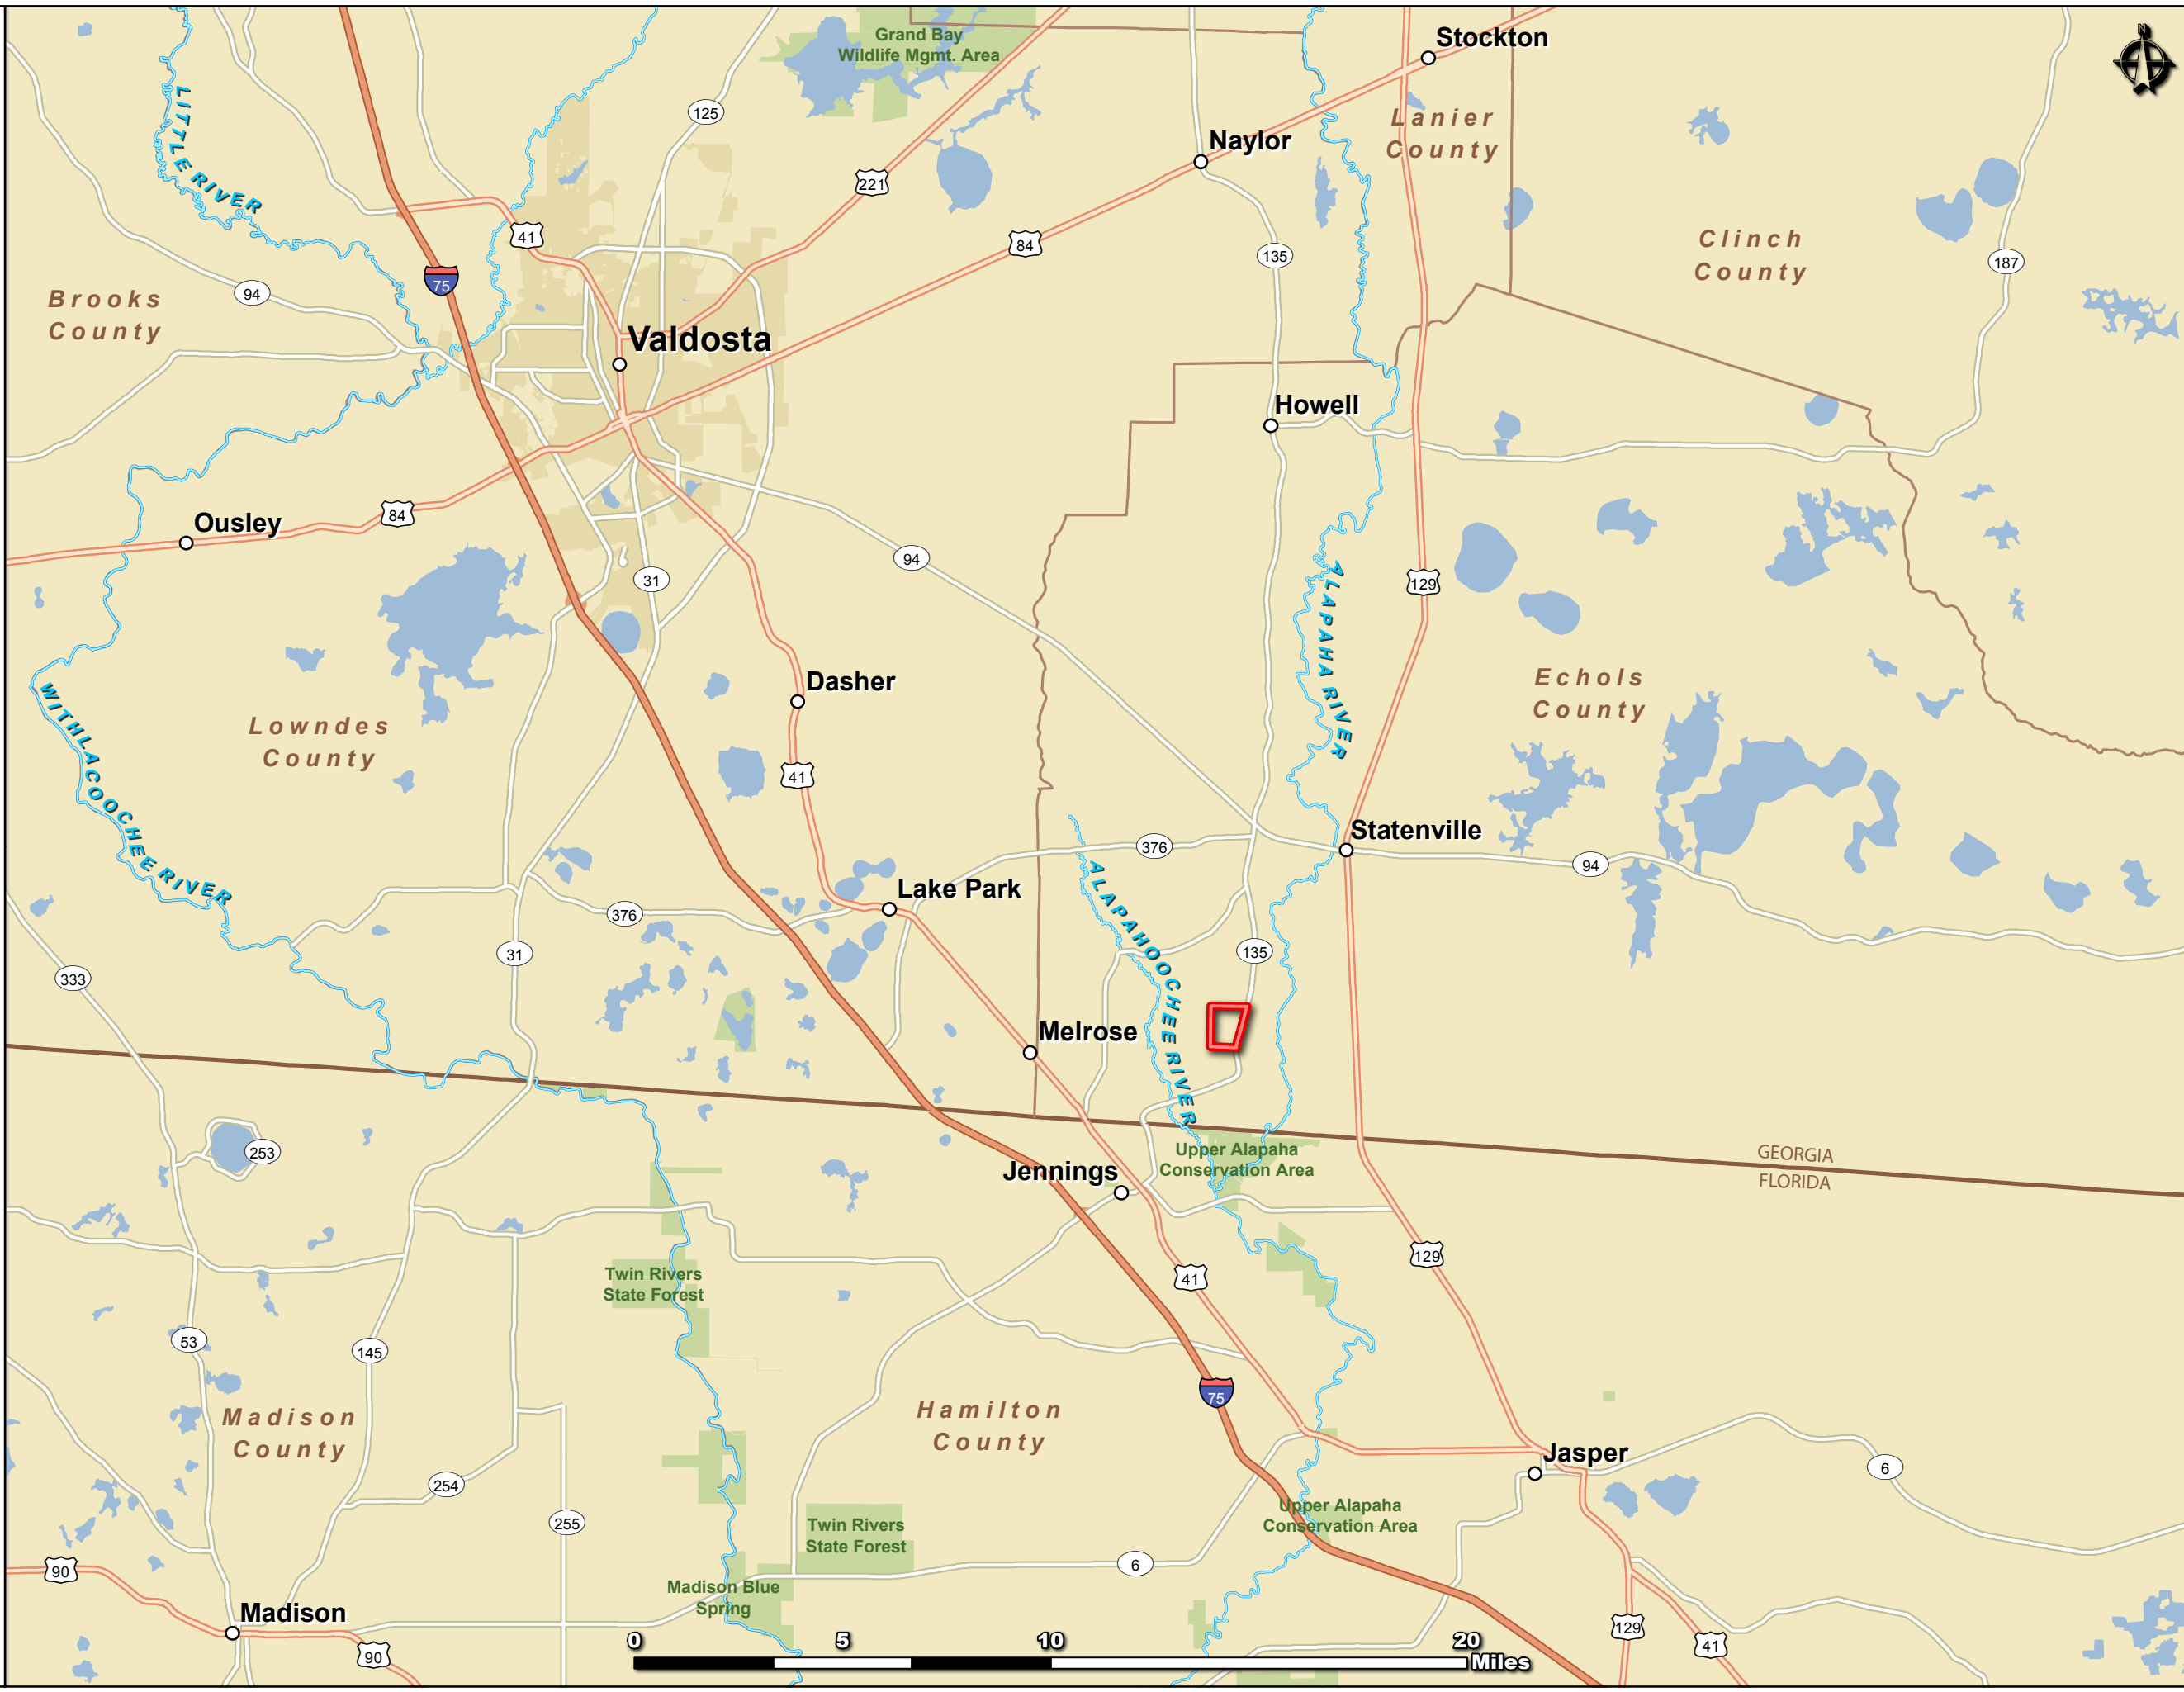 Grand Bay
Wildlife Mgmt. Area
Stockton
N
LITTLE RIVER
125
Lanier
County
Naylor
221
41
84
135
Clinch
County
187
75
94
Brooks
County
Valdosta
Howell
Ousley
84
94
31
129
ALAPAHA RIVER
Dasher
Echols
County
WITHLACOOCHEE RIVER
Lowndes
County
41
Statenville
376
94
ALAPAHOOCHEE RIVER
Lake Park
376
31
135
333
Melrose
253
Upper Alapaha
Conservation Area
GEORGIA
FLORIDA
Jennings
129
41
Twin Rivers
State Forest
53
145
75
Hamilton
County
Madison
County
Jasper
6
254
Upper Alapaha
Conservation Area
255
Twin Rivers
State Forest
6
90
Madison Blue
Spring
Madison
129
41
90
0 5 10 20
Miles